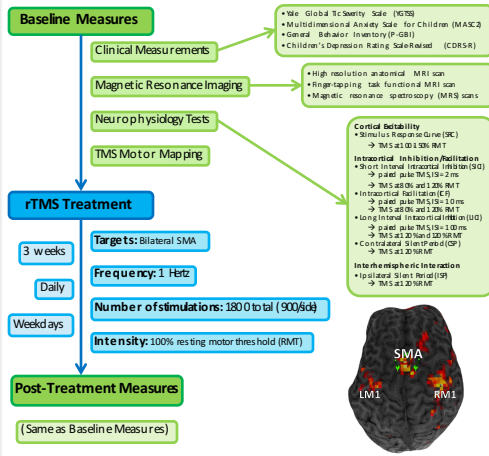 Baseline Measures
Clinical Measurements
• Yale Global Tic Severity Scale (YGTSS)
• Multidimensional Anxiety Scale for Children (MASC2)
• General Behavior Inventory (P-GBI)
• Children's Depression Rating Scale-Revised (CDRS-R)
Magnetic Resonance Imaging
• High resolution anatomical MRI scan
• Finger-tapping task functional MRI scan
• Magnetic resonance spectroscopy (MRS) scans
Neurophysiology Tests
TMS Motor Mapping
Cortical Excitability
• Stimulus Response Curve (SRC)
→ TMS at 100-150% RMT
Intracortical Inhibition/Facilitation
• Short Interval Intracortical Inhibition (SICI)
→ paired pulse TMS, ISI = 2 ms
→ TMS at 80% and 120% RMT
• Intracortical Facilitation (ICF)
→ paired pulse TMS, ISI = 10 ms
→ TMS at 80% and 120% RMT
• Long Interval Intracortical Inhibition (LICI)
→ paired pulse TMS, ISI = 100 ms
→ TMS at 120% and 120% RMT
• Contralateral Silent Period (CSP)
→ TMS at 120% RMT
Interhemispheric Interaction
• Ipsilateral Silent Period (ISP)
→ TMS at 120% RMT
rTMS Treatment
3 weeks
Daily
Weekdays
Targets: Bilateral SMA
Frequency: 1 Hertz
Number of stimulations: 1800 total (900/side)
Intensity: 100% resting motor threshold (RMT)
Post-Treatment Measures
(Same as Baseline Measures)
SMA
LM1
RM1